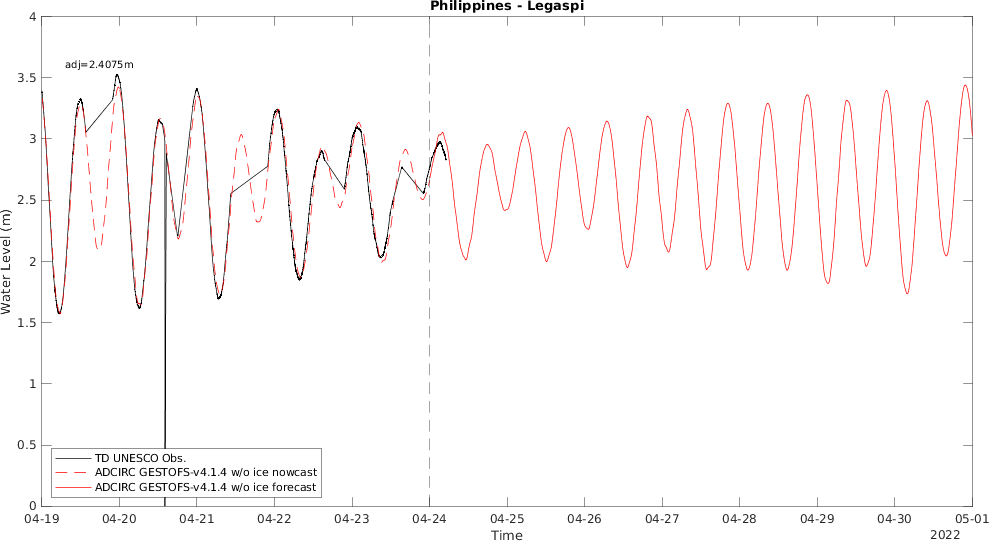 Philippines - Legaspi
adj=2.4075m
Water Level (m)
4
3.5
3
2.5
2
1.5
1
0.5
0
TD UNESCO Obs.
ADCIRC GESTOFS-v4.1.4 w/o ice nowcast
ADCIRC GESTOFS-v4.1.4 w/o ice forecast
04-19 04-20 04-21 04-22 04-23 04-24 04-25 04-26 04-27 04-28 04-29 04-30 05-01
Time
2022